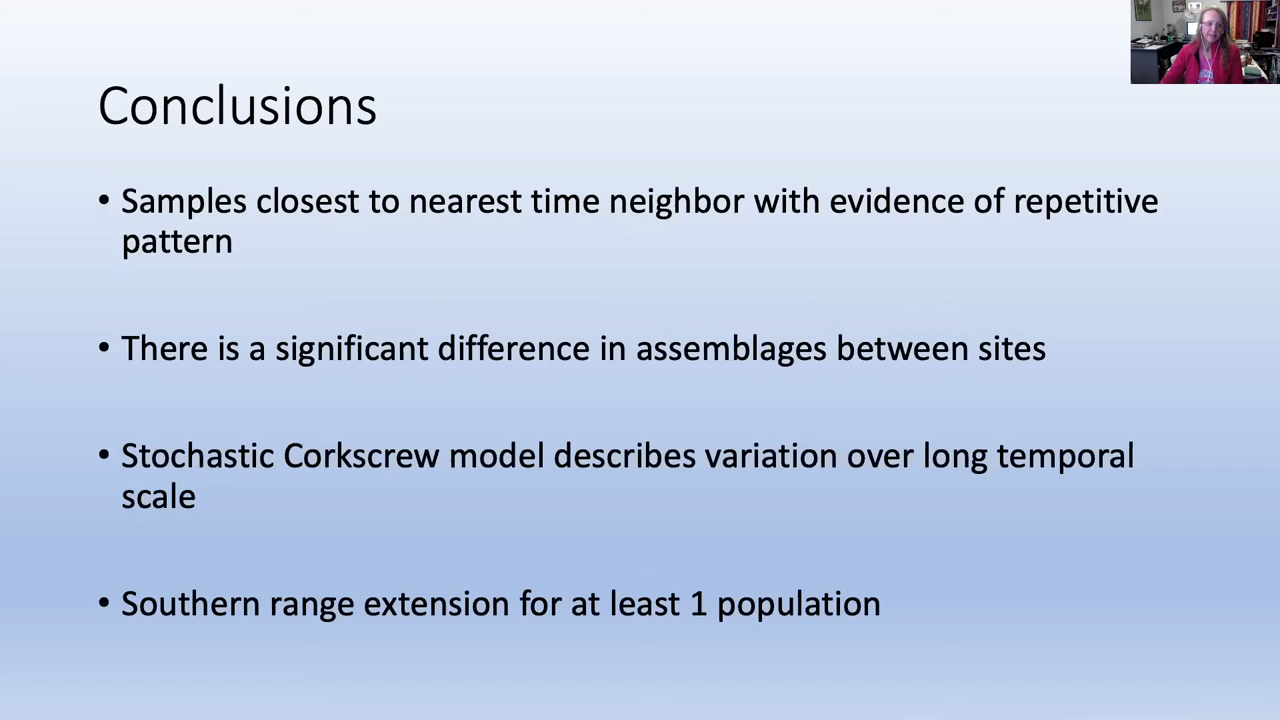 Conclusions
• Samples closest to nearest time neighbor with evidence of repetitive
pattern
• There is a significant difference in assemblages between sites
• Stochastic Corkscrew model describes variation over long temporal
scale
• Southern range extension for at least 1 population